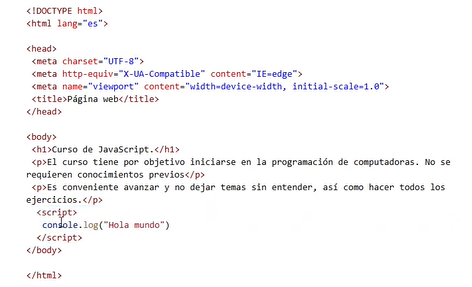 <!DOCTYPE html>
<html lang="es">
<head>
<meta charset="UTF-8">
<meta http-equiv="X-UA-Compatible" content="IE=edge">
<meta name="viewport" content="width=device-width, initial-scale=1.0">
<title>Página web</title>
</head>
<body>
<h1>Curso de JavaScript.</h1>
<p>El curso tiene por objetivo iniciarse en la programación de computadoras. No se
requieren conocimientos previos</p>
<p>Es conveniente avanzar y no dejar temas sin entender, así como hacer todos los
ejercicios.</p>
<script>
console.log("Hola mundo")
</script>
</body>
</html>